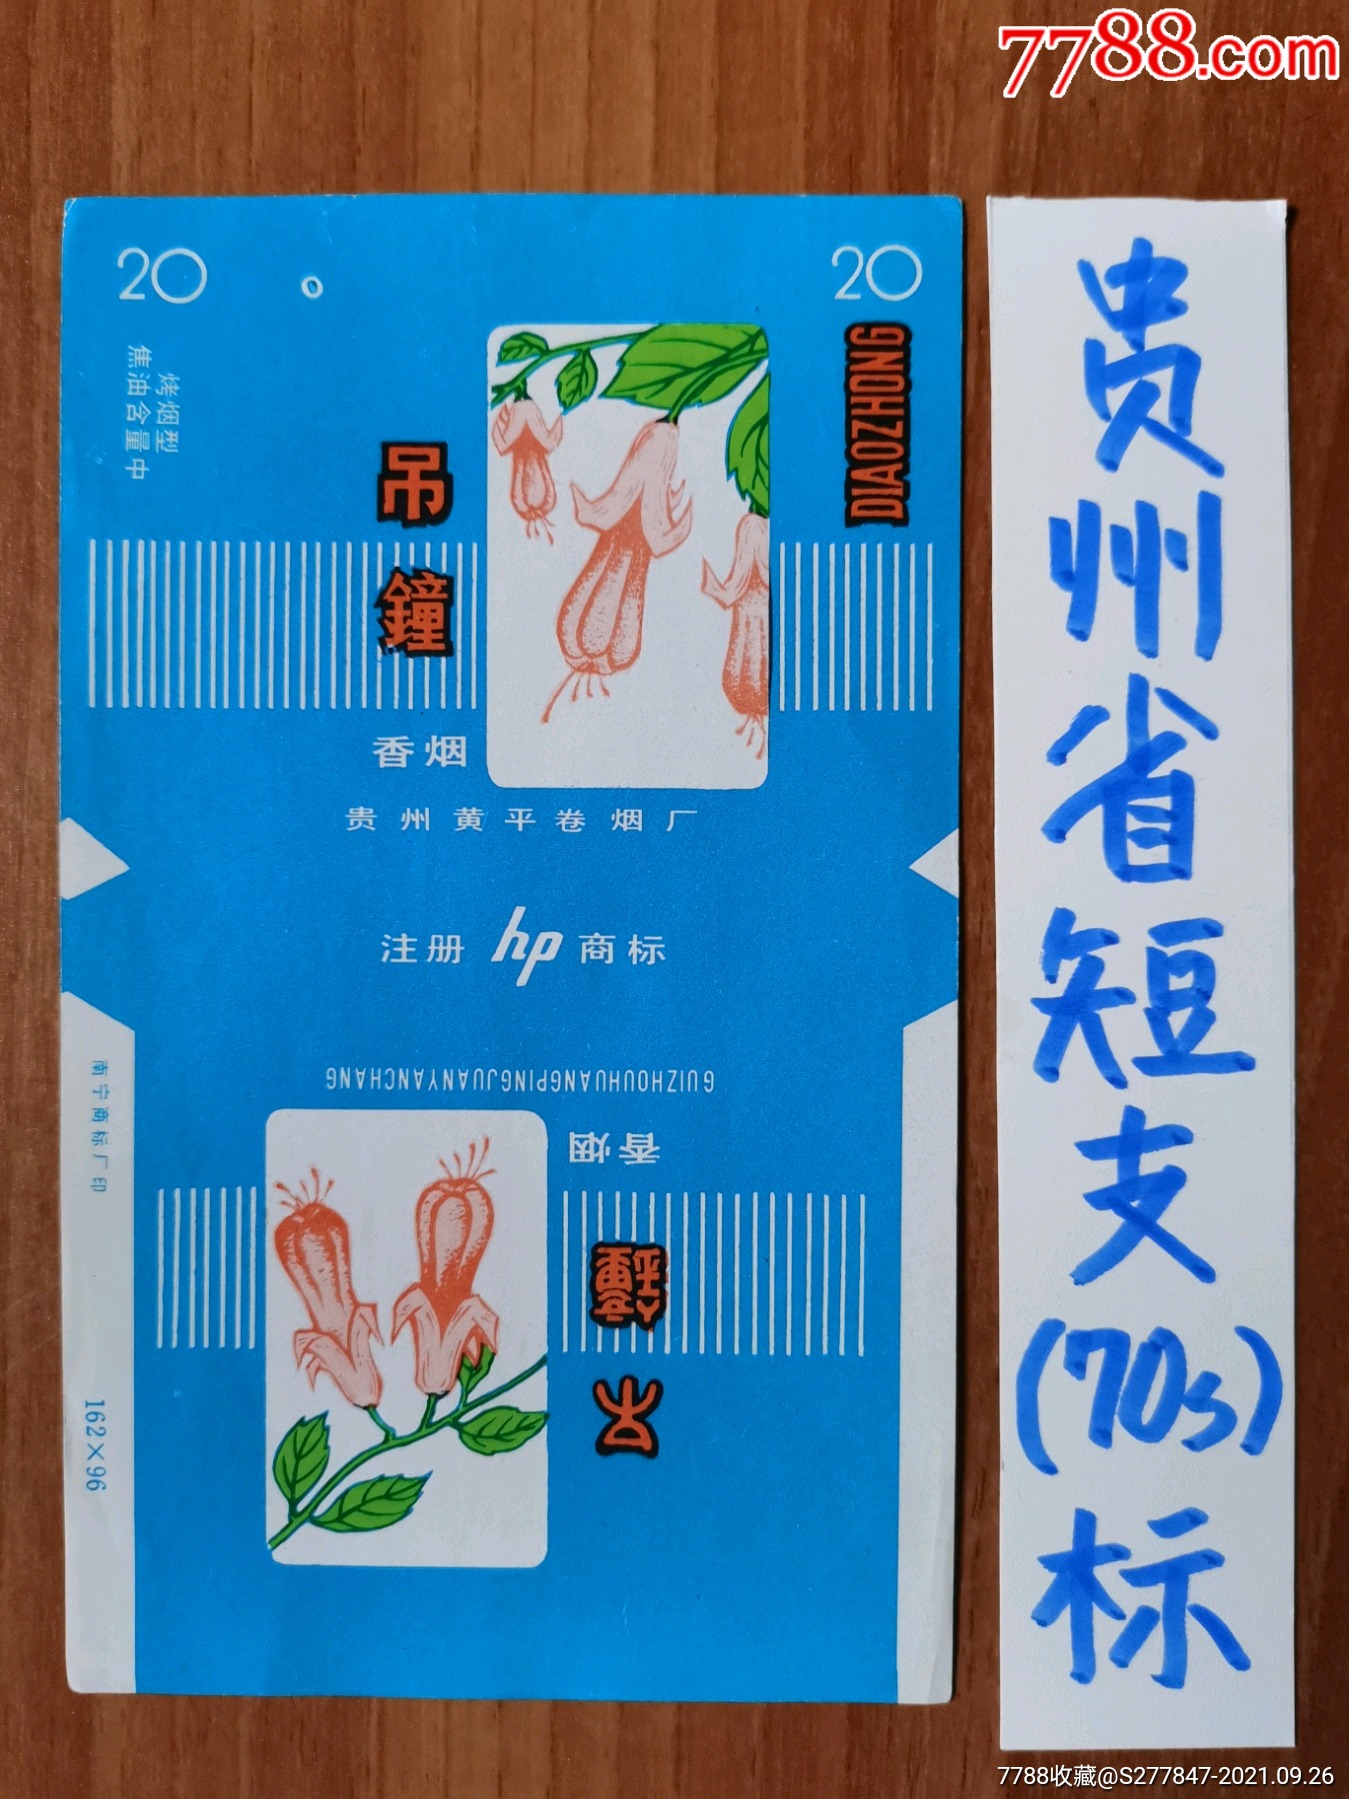 7788.com
20
20
烤烟型
焦油含量中
DIAOZHONG
吊鐘
香烟
贵州黄平卷烟厂
注册 hp 商标
GUIZHOUHUANGPINGJUANYANCHANG
香烟
吊鐘
南宁商标厂印
162×96
贵州省短支(70s)标
7788收藏@S277847-2021.09.26